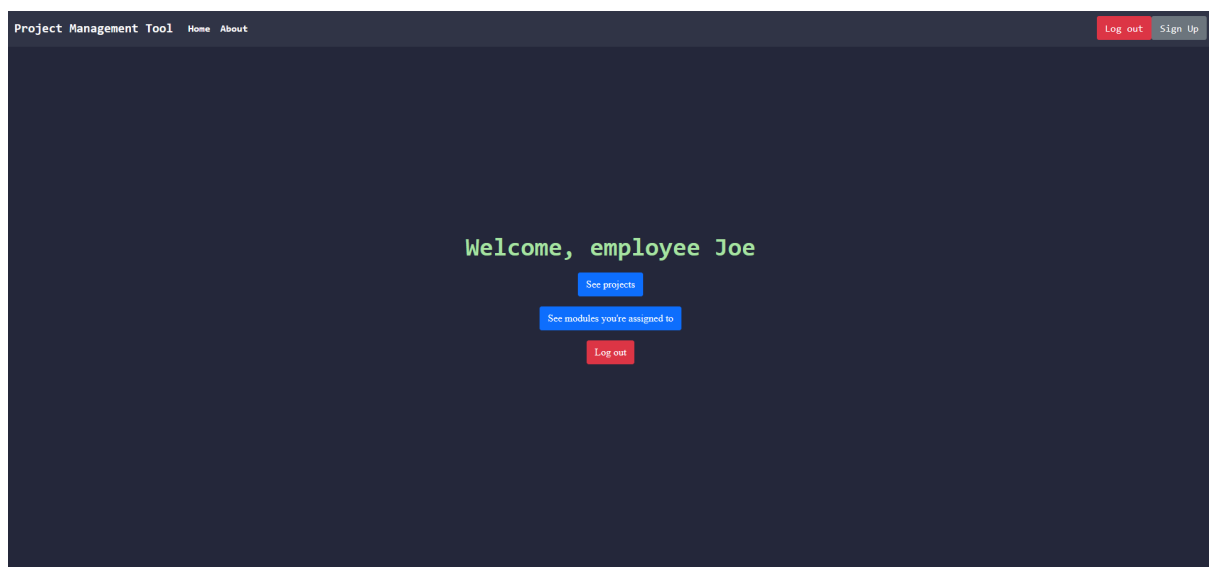 Project Management Tool Home About Log out Sign Up
Welcome, employee Joe
See projects
See modules you're assigned to
Log out